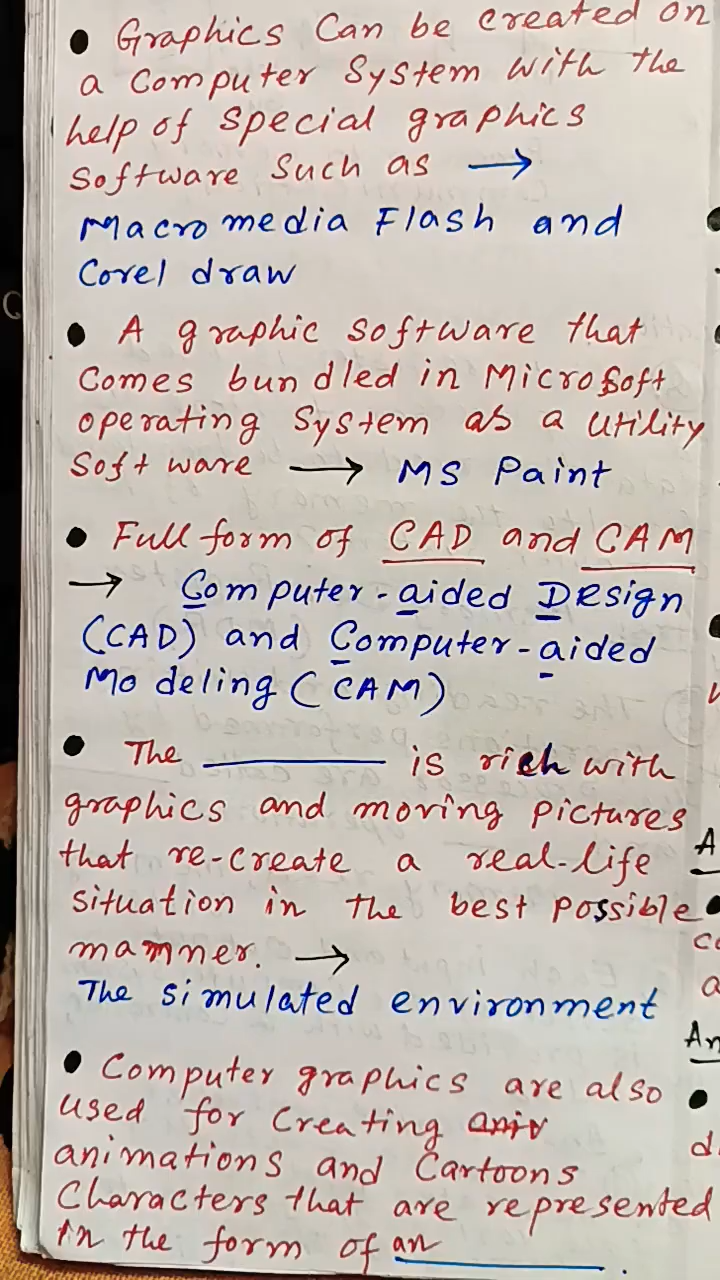 • Graphics Can be created on
a Computer System with the
help of special graphics
Software Such as →
Macromedia Flash and
Corel draw
• A graphic software that
Comes bundled in Microsoft
operating System as a utility
Software → MS Paint
• Full form of CAD and CAM
→ Computer-aided Design
(CAD) and Computer-aided
Modeling (CAM)
• The __________ is rich with
graphics and moving pictures
that re-create a real-life
situation in the best possible
mamner. →
The simulated environment
• Computer graphics are also
used for creating aniv
animations and Cartoons
Characters that are represented
in the form of an __________.